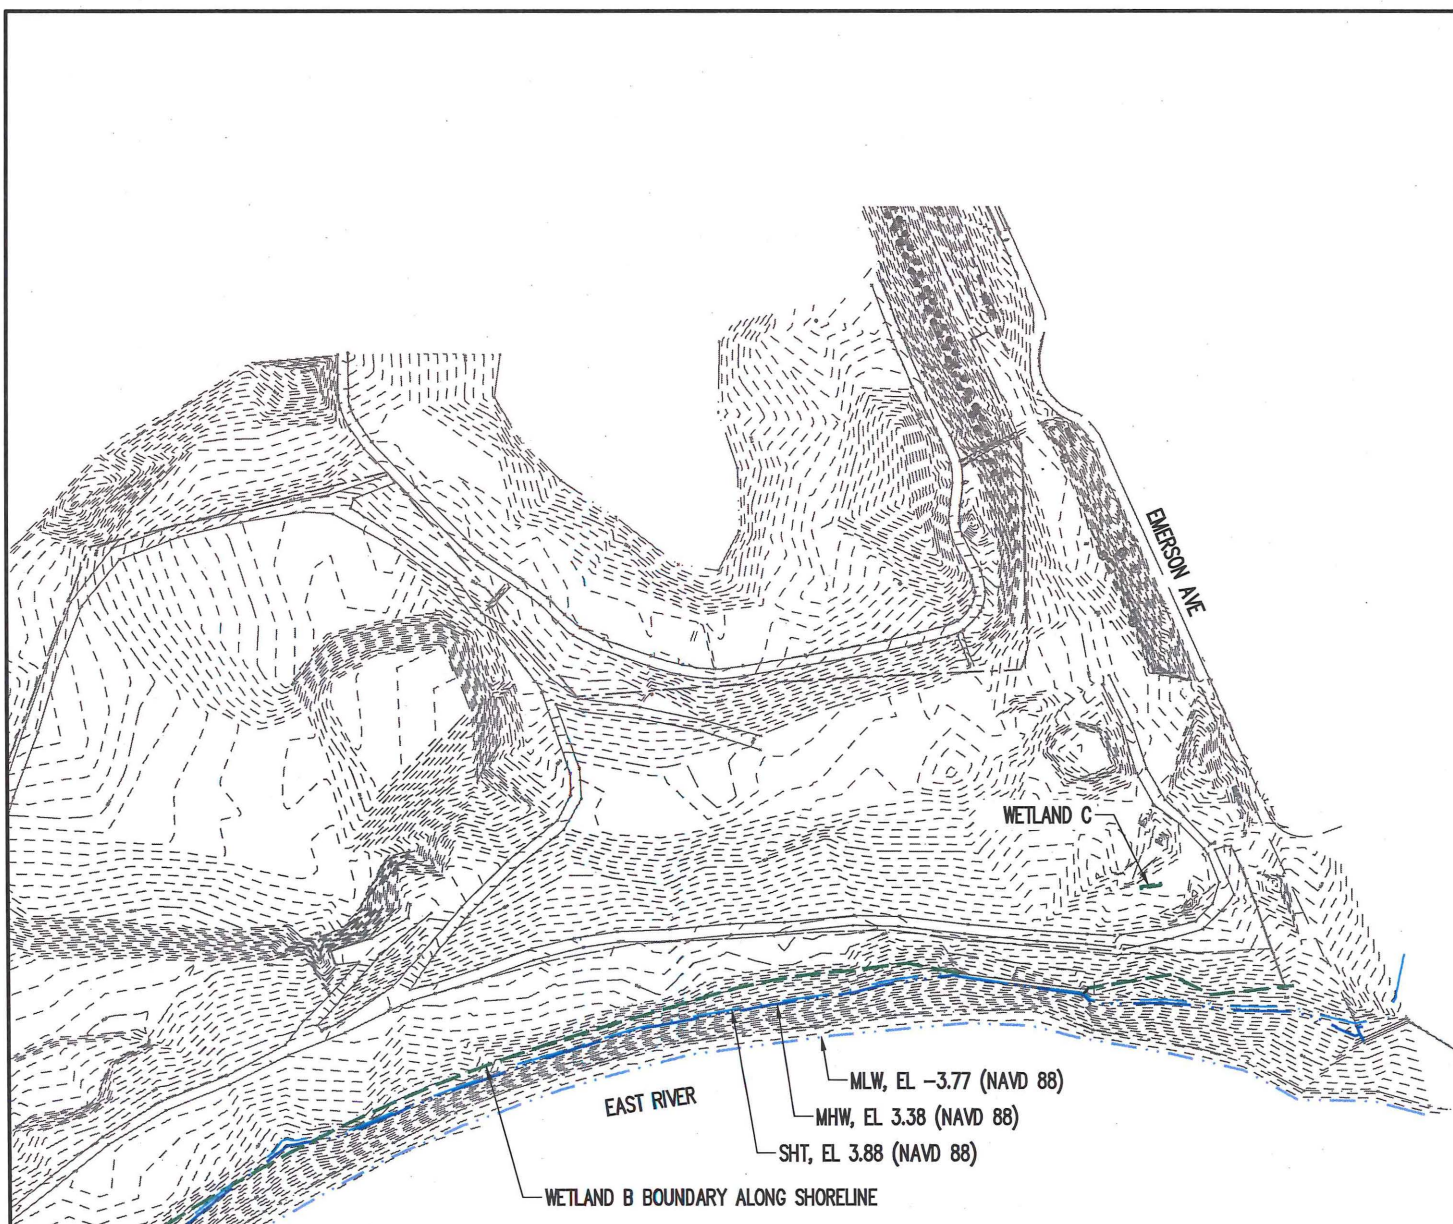 EMERSON AVE
WETLAND C
MLW, EL -3.77 (NAVD 88)
EAST RIVER
MHW, EL 3.38 (NAVD 88)
SHT, EL 3.88 (NAVD 88)
WETLAND B BOUNDARY ALONG SHORELINE